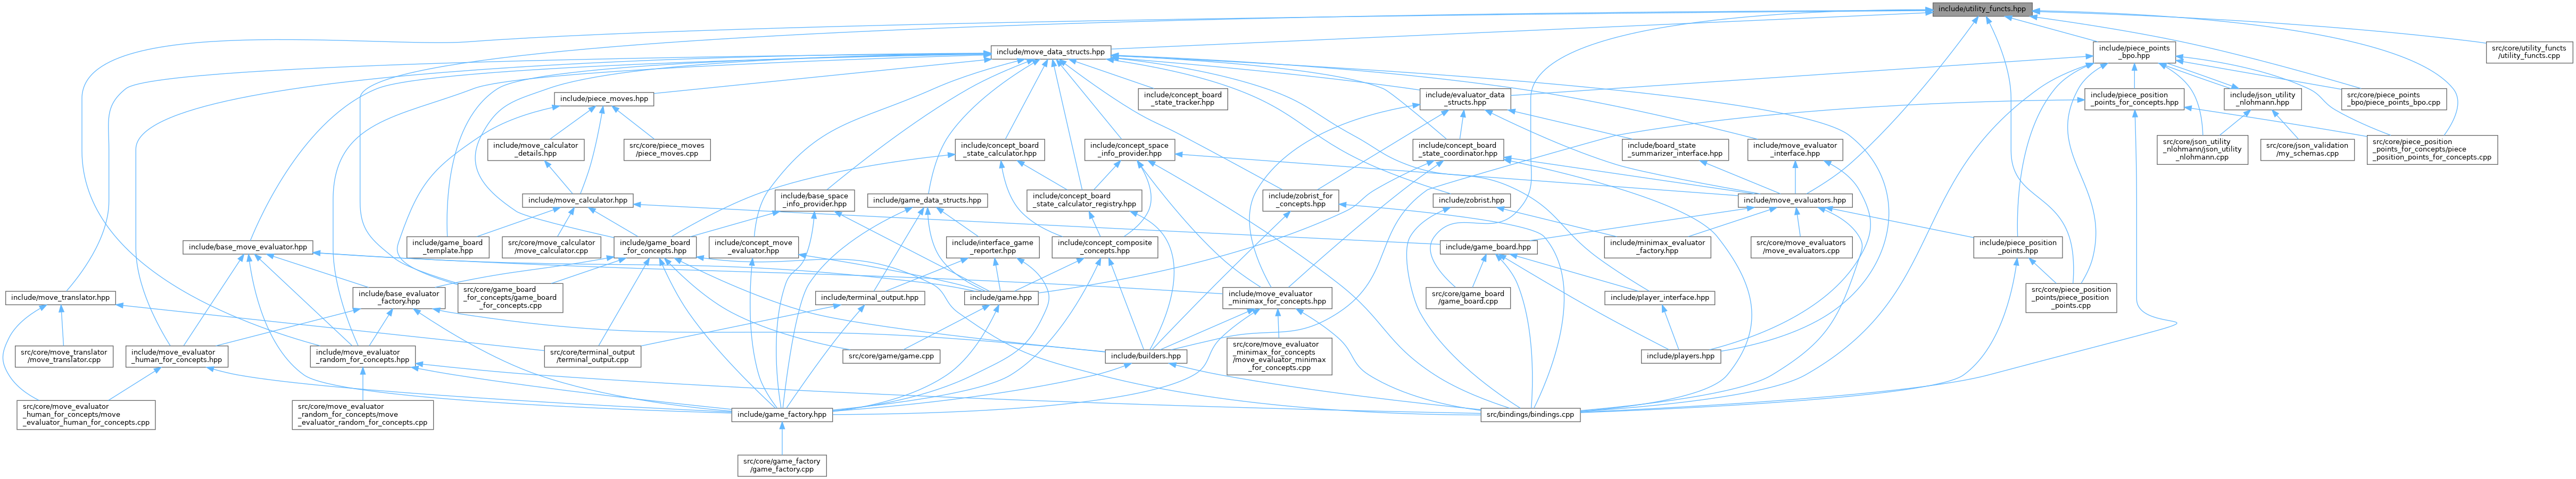 include/utility_functs.hpp
include/move_data_structs.hpp
include/piece_points
_bpo.hpp
src/core/utility_functs
/utility_functs.cpp
include/piece_moves.hpp
include/concept_board
_state_tracker.hpp
include/evaluator_data
_structs.hpp
include/piece_position
_points_for_concepts.hpp
include/json_utility
_nlohmann.hpp
src/core/piece_points
_bpo/piece_points_bpo.cpp
include/move_calculator
_details.hpp
src/core/piece_moves
/piece_moves.cpp
include/concept_board
_state_calculator.hpp
include/concept_space
_info_provider.hpp
include/concept_board
_state_coordinator.hpp
include/board_state
_summarizer_interface.hpp
include/move_evaluator
_interface.hpp
src/core/json_utility
_nlohmann/json_utility
_nlohmann.cpp
src/core/json_validation
/my_schemas.cpp
src/core/piece_position
_points_for_concepts/piece
_position_points_for_concepts.cpp
include/move_calculator.hpp
include/base_space
_info_provider.hpp
include/game_data_structs.hpp
include/concept_board
_state_calculator_registry.hpp
include/zobrist_for
_concepts.hpp
include/zobrist.hpp
include/move_evaluators.hpp
include/base_move_evaluator.hpp
include/game_board
_template.hpp
src/core/move_calculator
/move_calculator.cpp
include/game_board
_for_concepts.hpp
include/concept_move
_evaluator.hpp
include/interface_game
_reporter.hpp
include/concept_composite
_concepts.hpp
include/game_board.hpp
include/minimax_evaluator
_factory.hpp
src/core/move_evaluators
/move_evaluators.cpp
include/piece_position
_points.hpp
include/move_translator.hpp
include/base_evaluator
_factory.hpp
src/core/game_board
_for_concepts/game_board
_for_concepts.cpp
include/terminal_output.hpp
include/game.hpp
include/move_evaluator
_minimax_for_concepts.hpp
src/core/game_board
/game_board.cpp
include/player_interface.hpp
src/core/piece_position
_points/piece_position
_points.cpp
src/core/move_translator
/move_translator.cpp
include/move_evaluator
_human_for_concepts.hpp
include/move_evaluator
_random_for_concepts.hpp
src/core/terminal_output
/terminal_output.cpp
src/core/game/game.cpp
include/builders.hpp
src/core/move_evaluator
_minimax_for_concepts
/move_evaluator_minimax
_for_concepts.cpp
include/players.hpp
src/core/move_evaluator
_human_for_concepts/move
_evaluator_human_for_concepts.cpp
src/core/move_evaluator
_random_for_concepts/move
_evaluator_random_for_concepts.cpp
include/game_factory.hpp
src/bindings/bindings.cpp
src/core/game_factory
/game_factory.cpp